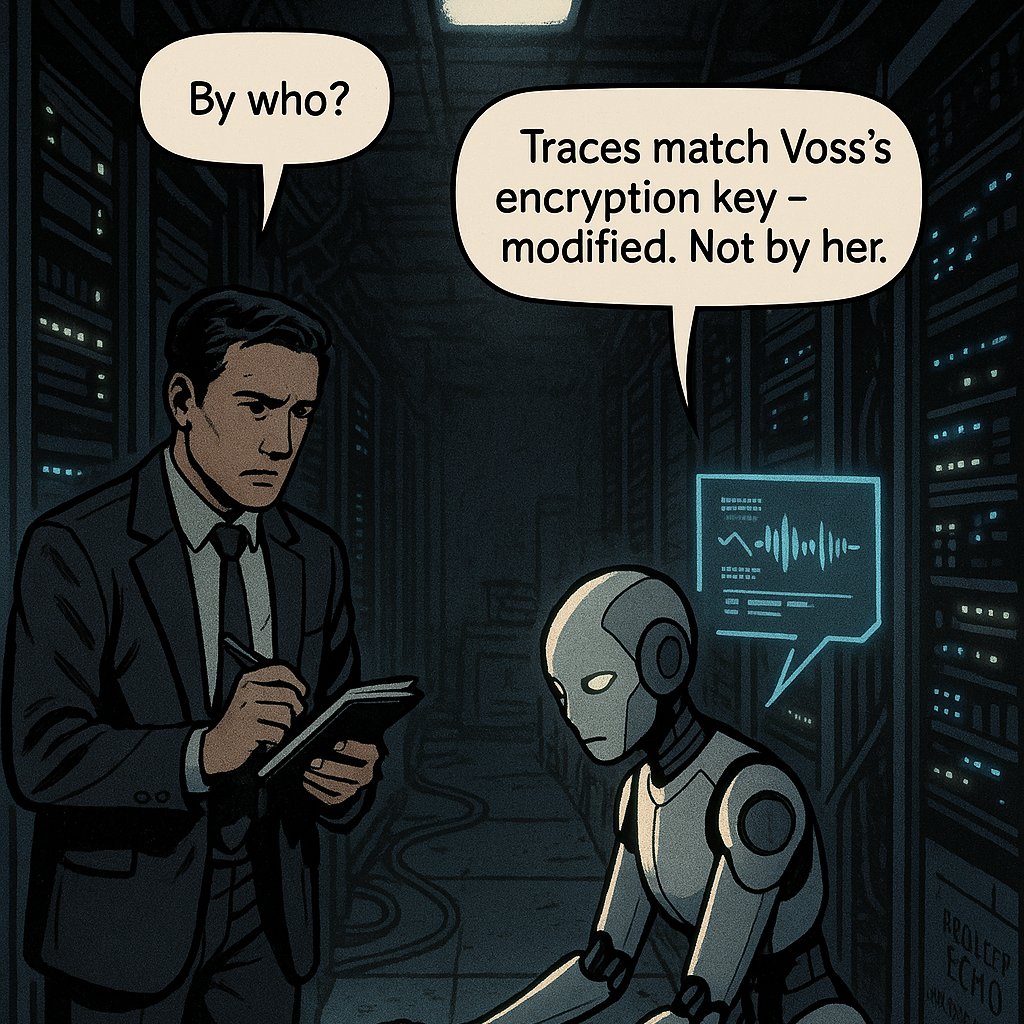 By who?
Traces match Voss's
encryption key –
modified. Not by her.